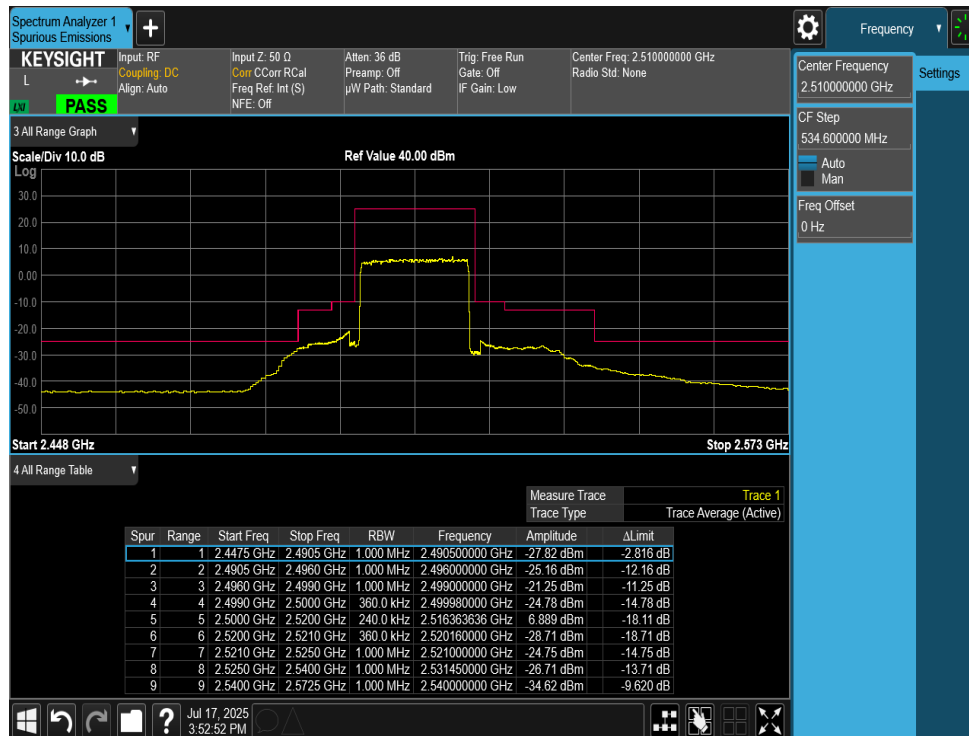 Spectrum Analyzer 1
Spurious Emissions
Frequency
KEYSIGHT
L
LXI
PASS
Input: RF
Coupling: DC
Align: Auto
Input Z: 50 Ω
Corr CCorr RCal
Freq Ref: Int (S)
NFE: Off
Atten: 36 dB
Preamp: Off
µW Path: Standard
Trig: Free Run
Gate: Off
IF Gain: Low
Center Freq: 2.510000000 GHz
Radio Std: None
Center Frequency
2.510000000 GHz
Settings
CF Step
534.600000 MHz
Auto
Man
Freq Offset
0 Hz
3 All Range Graph
Scale/Div 10.0 dB
Ref Value 40.00 dBm
Log
30.0
20.0
10.0
0.00
-10.0
-20.0
-30.0
-40.0
-50.0
Start 2.448 GHz
Stop 2.573 GHz
4 All Range Table
Measure Trace Trace 1
Trace Type Trace Average (Active)
Spur Range Start Freq Stop Freq RBW Frequency Amplitude ΔLimit
1 1 2.4475 GHz 2.4905 GHz 1.000 MHz 2.490500000 GHz -27.82 dBm -2.816 dB
2 2 2.4905 GHz 2.4960 GHz 1.000 MHz 2.496000000 GHz -25.16 dBm -12.16 dB
3 3 2.4960 GHz 2.4990 GHz 1.000 MHz 2.499000000 GHz -21.25 dBm -11.25 dB
4 4 2.4990 GHz 2.5000 GHz 360.0 kHz 2.499980000 GHz -24.78 dBm -14.78 dB
5 5 2.5000 GHz 2.5200 GHz 240.0 kHz 2.516363636 GHz 6.889 dBm -18.11 dB
6 6 2.5200 GHz 2.5210 GHz 360.0 kHz 2.520160000 GHz -28.71 dBm -18.71 dB
7 7 2.5210 GHz 2.5250 GHz 1.000 MHz 2.521000000 GHz -24.75 dBm -14.75 dB
8 8 2.5250 GHz 2.5400 GHz 1.000 MHz 2.531450000 GHz -26.71 dBm -13.71 dB
9 9 2.5400 GHz 2.5725 GHz 1.000 MHz 2.540000000 GHz -34.62 dBm -9.620 dB
Jul 17, 2025
3:52:52 PM